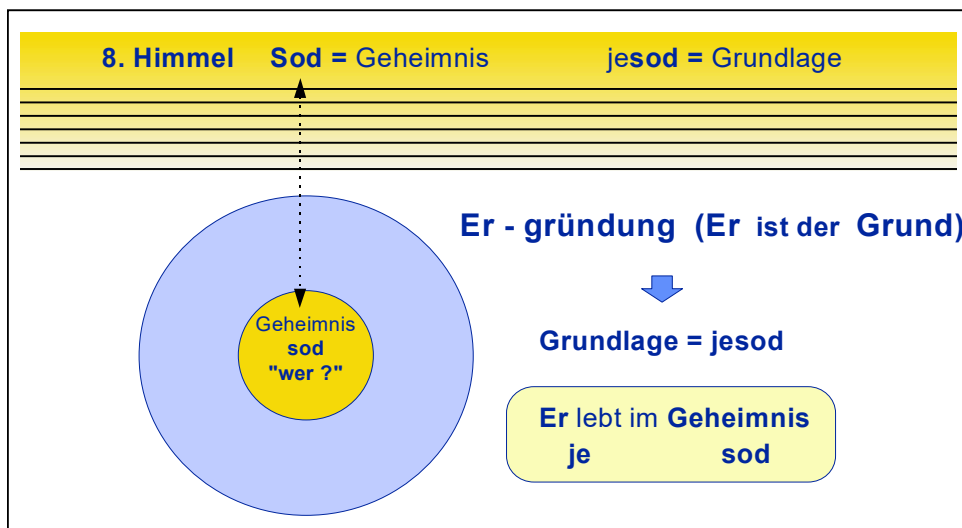 8. Himmel Sod = Geheimnis jesod = Grundlage
Er - gründung (Er ist der Grund)
Geheimnis
sod
"wer ?"
Grundlage = jesod
Er lebt im Geheimnis
je sod